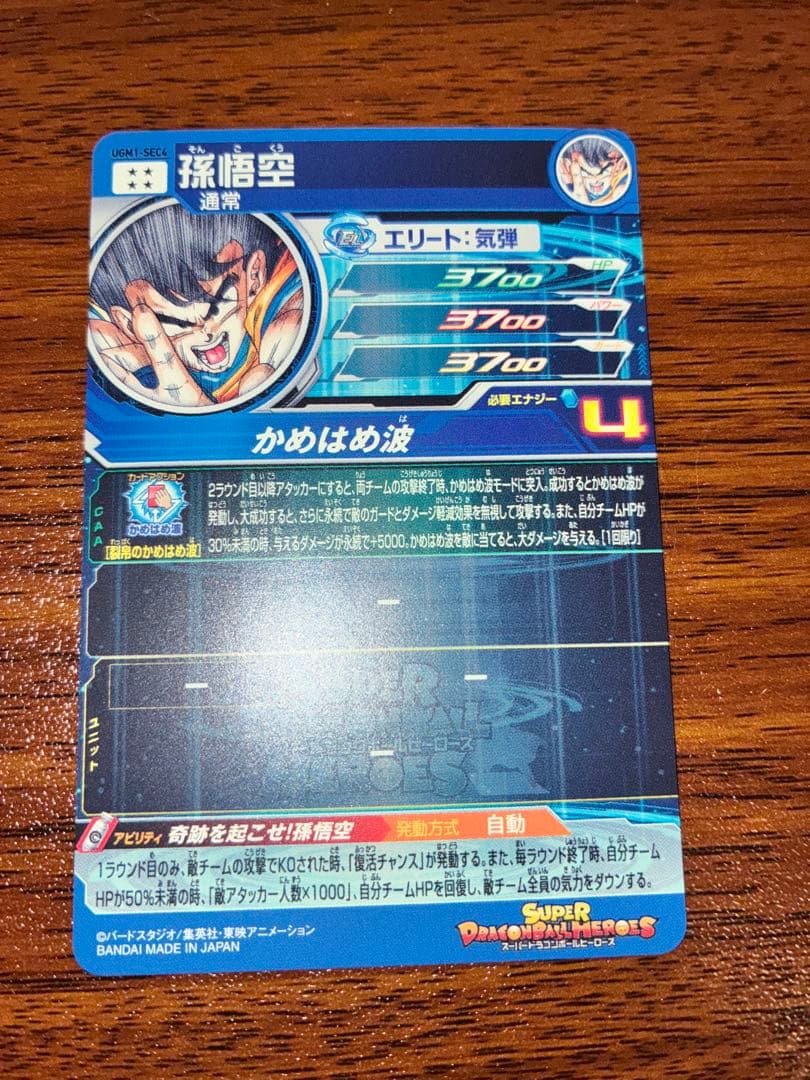 UGM1-SEC4
孫悟空
そんごくう
通常
エリート:気弾
HP
3700
パワー
3700
ガード
3700
必要エナジー
4
かめはめ波
CAA
カードアクション
かめはめ波
[裂帛のかめはめ波]
2ラウンド目以降アタッカーにすると、両チームの攻撃終了時、かめはめ波モードに突入。成功するとかめはめ波が
発動し、大成功すると、さらに永続で敵のガードとダメージ軽減効果を無視して攻撃する。また、自分チームHPが
30%未満の時、与えるダメージが永続で+5000。かめはめ波を敵に当てると、大ダメージを与える。[1回限り]
ー
ユニット
ー ー
ー
アビリティ 奇跡を起こせ!孫悟空 発動方式 自動
1ラウンド目のみ、敵チームの攻撃でKOされた時、「復活チャンス」が発動する。また、毎ラウンド終了時、自分チーム
HPが50%未満の時、「敵アタッカー人数×1000」、自分チームHPを回復し、敵チーム全員の気力をダウンする。
©バードスタジオ/集英社・東映アニメーション
BANDAI MADE IN JAPAN
SUPER
DRAGONBALL HEROES
スーパードラゴンボールヒーローズ